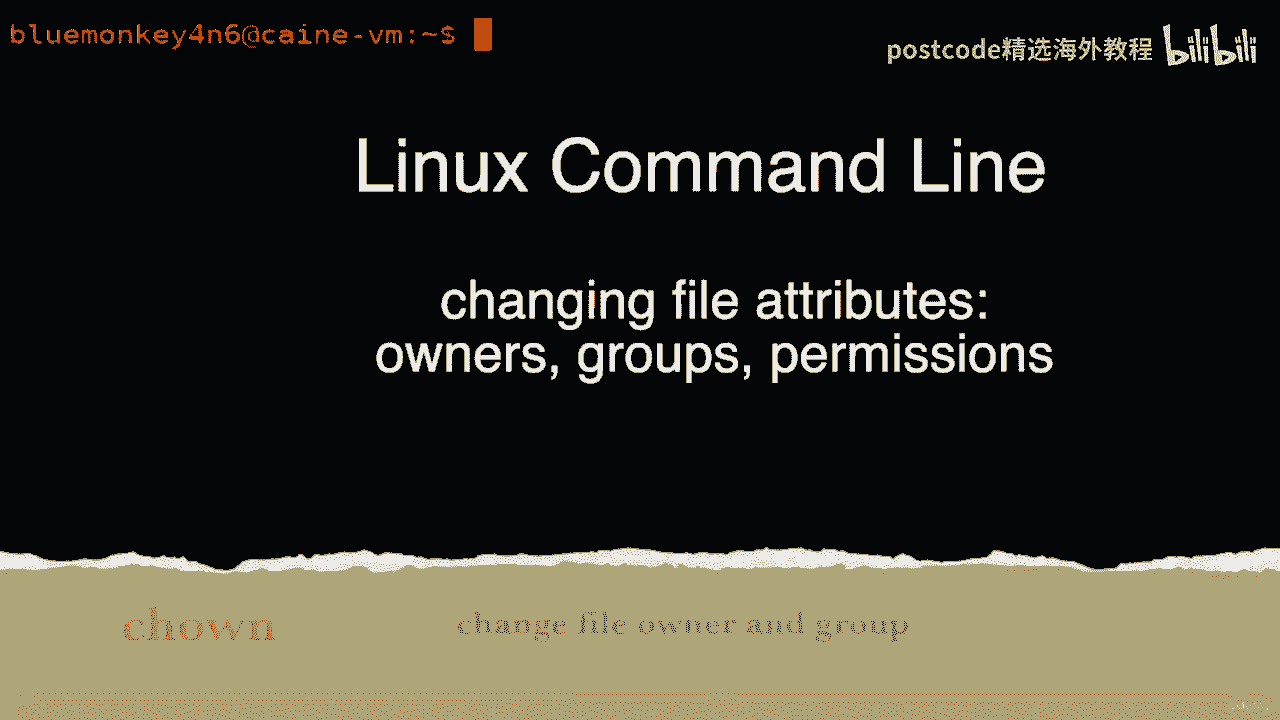 bluemonkey4n6@caine-vm:~$
postcode精选海外教程 bilibili
Linux Command Line
changing file attributes:
owners, groups, permissions
chown change file owner and group